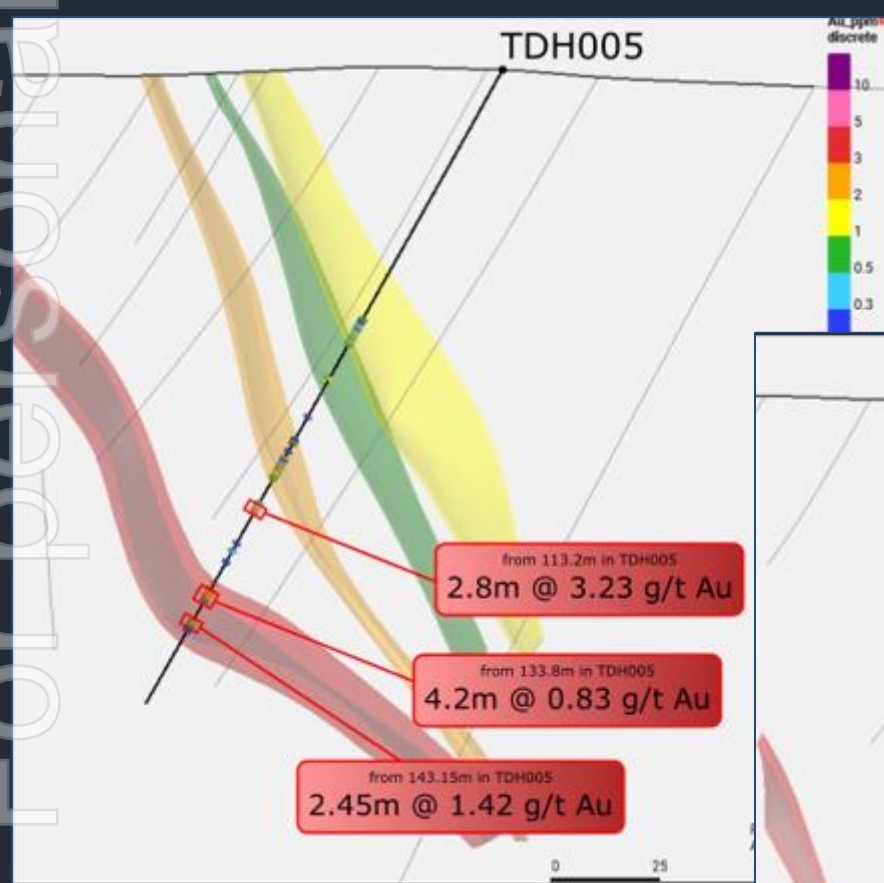 For personal
TDH005
Au_ppm
discrete
10
5
3
2
1
0.5
0.3
from 113.2m in TDH005
2.8m @ 3.23 g/t Au
from 133.8m in TDH005
4.2m @ 0.83 g/t Au
from 143.15m in TDH005
2.45m @ 1.42 g/t Au
0 25